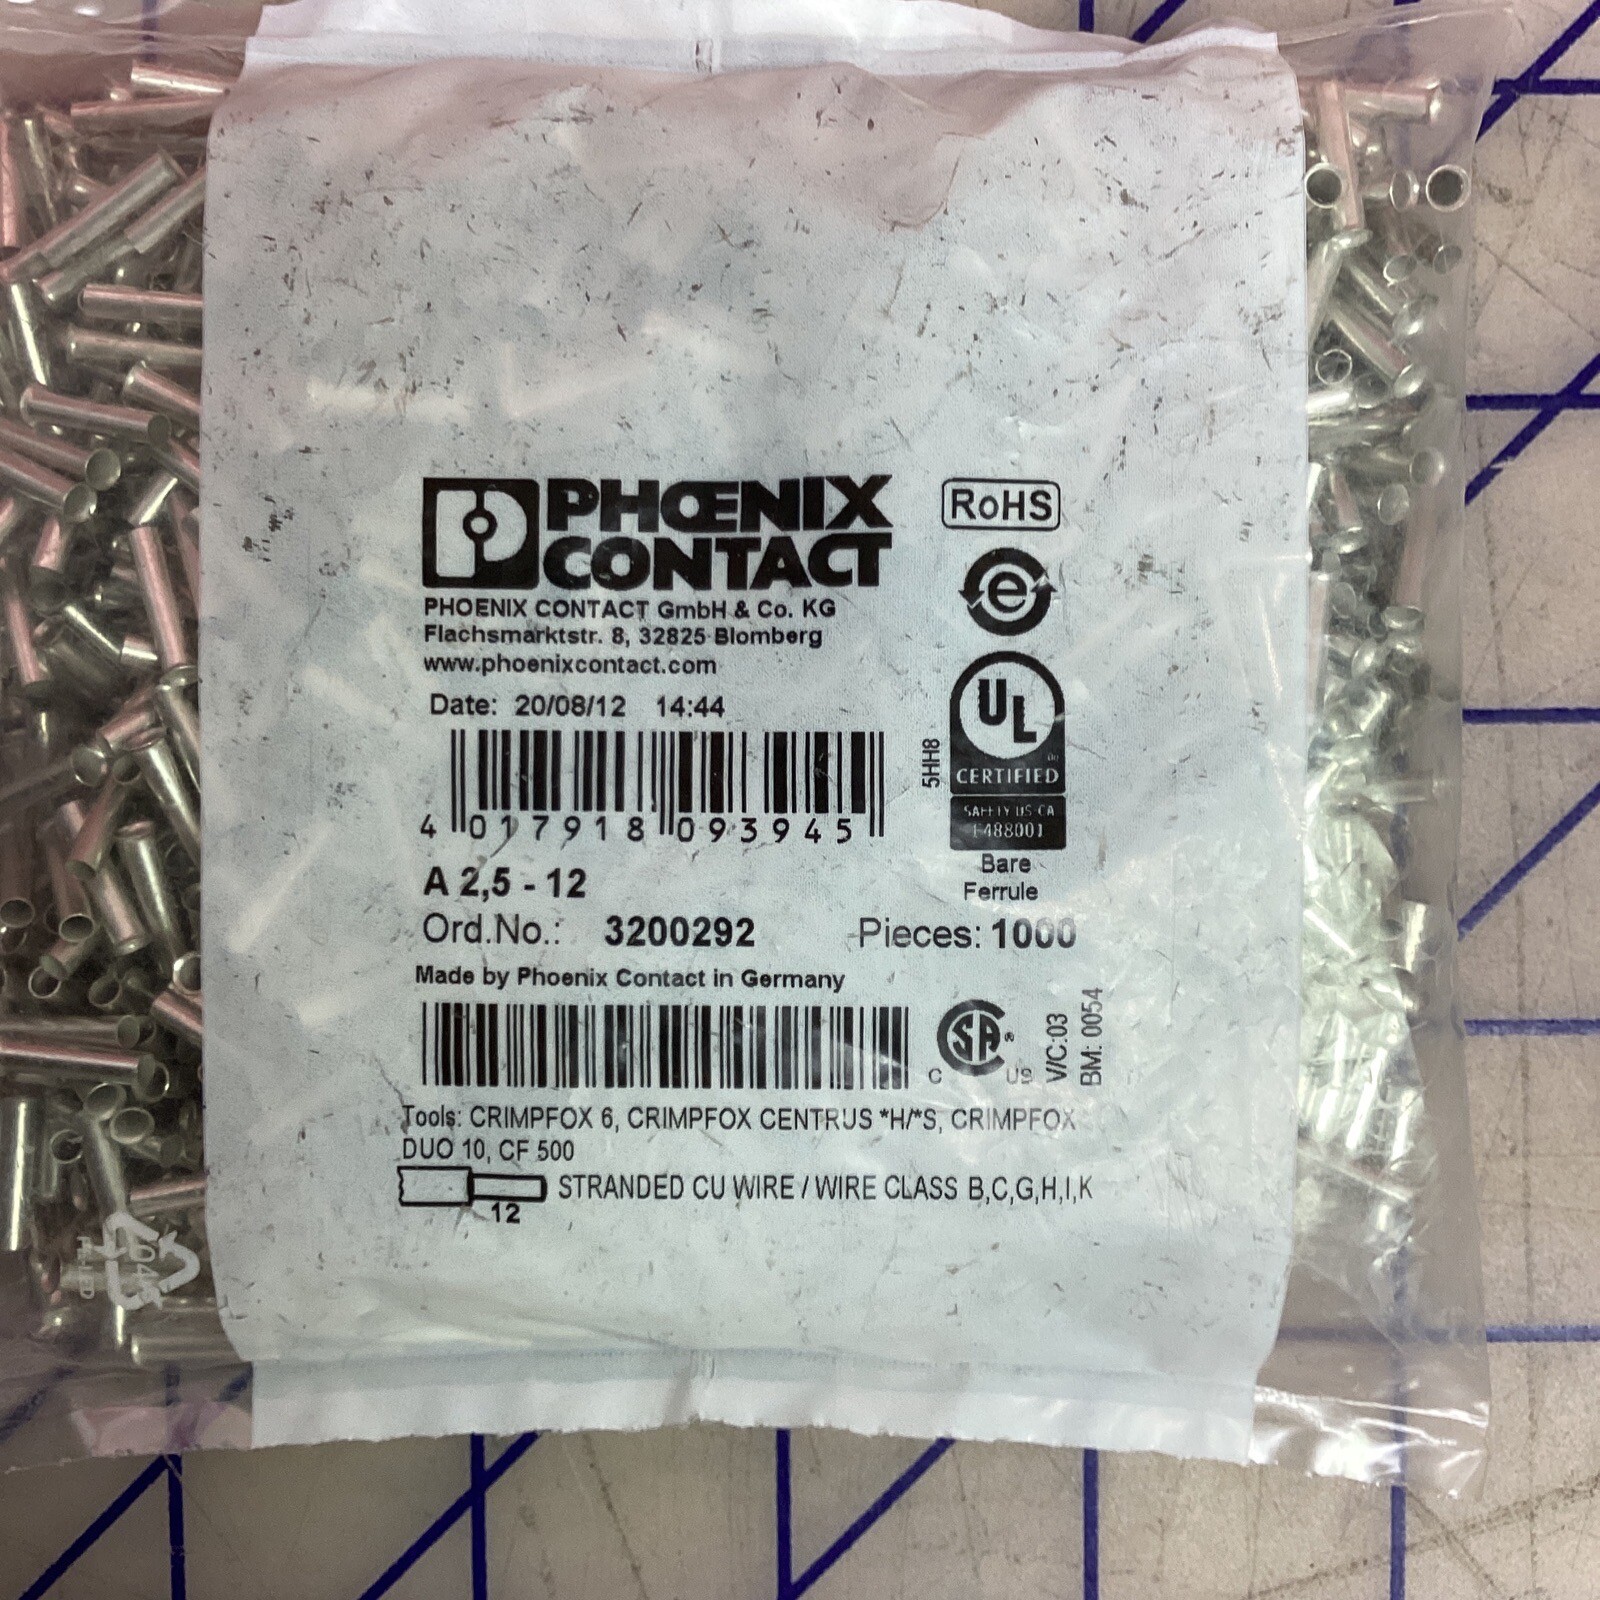 PHŒNIX
CONTACT
PHOENIX CONTACT GmbH & Co. KG
Flachsmarktstr. 8, 32825 Blomberg
www.phoenixcontact.com
Date: 20/08/12 14:44
4 017918 093945
A 2,5 - 12
Ord.No.: 3200292 Pieces: 1000
Made by Phoenix Contact in Germany
RoHS
e
UL
CERTIFIED
SAFETY US CA
E488001
5HH8
Bare
Ferrule
CSA®
C US
V/C:03
BM: 0054
Tools: CRIMPFOX 6, CRIMPFOX CENTRUS *H/*S, CRIMPFOX
DUO 10, CF 500
12
STRANDED CU WIRE / WIRE CLASS B,C,G,H,I,K